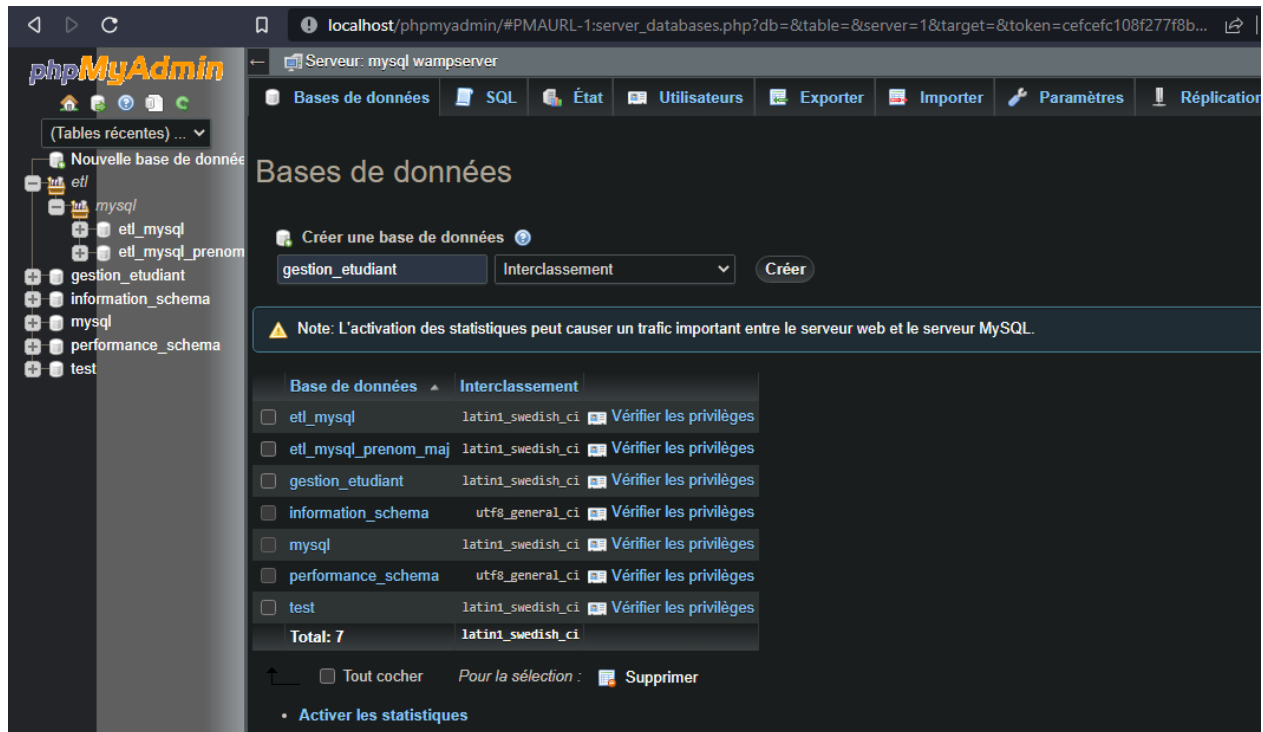 localhost/phpmyadmin/#PMAURL-1:server_databases.php?db=&table=&server=1&target=&token=cefcefc108f277f8b...
phpMyAdmin
(Tables récentes) ...
Nouvelle base de donnée
etl
mysql
etl_mysql
etl_mysql_prenom
gestion_etudiant
information_schema
mysql
performance_schema
test
Serveur: mysql wampserver
Bases de données SQL État Utilisateurs Exporter Importer Paramètres Réplication
Bases de données
Créer une base de données
gestion_etudiant Interclassement Créer
Note: L'activation des statistiques peut causer un trafic important entre le serveur web et le serveur MySQL.
Base de données Interclassement
etl_mysql latin1_swedish_ci Vérifier les privilèges
etl_mysql_prenom_maj latin1_swedish_ci Vérifier les privilèges
gestion_etudiant latin1_swedish_ci Vérifier les privilèges
information_schema utf8_general_ci Vérifier les privilèges
mysql latin1_swedish_ci Vérifier les privilèges
performance_schema utf8_general_ci Vérifier les privilèges
test latin1_swedish_ci Vérifier les privilèges
Total: 7 latin1_swedish_ci
Tout cocher Pour la sélection : Supprimer
• Activer les statistiques